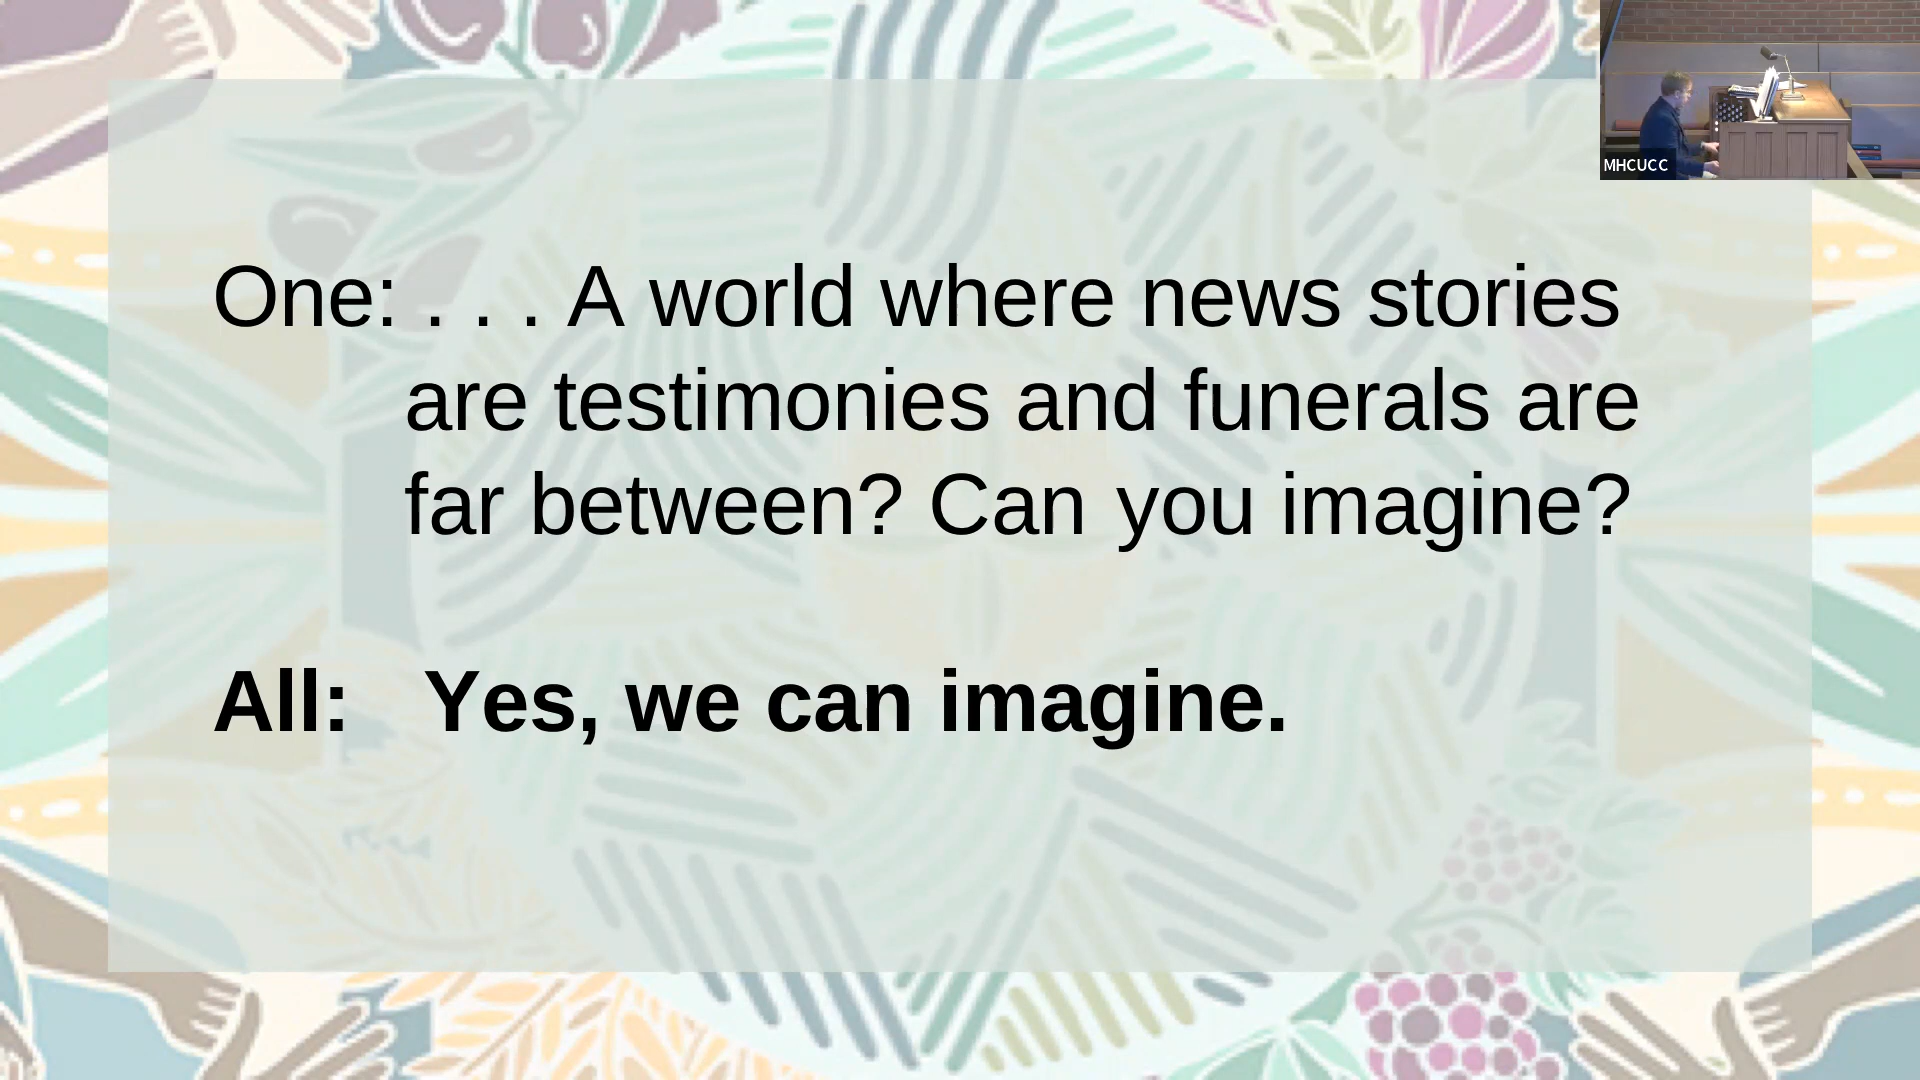 MHCUCC
One: . . . A world where news stories
are testimonies and funerals are
far between? Can you imagine?
All: Yes, we can imagine.